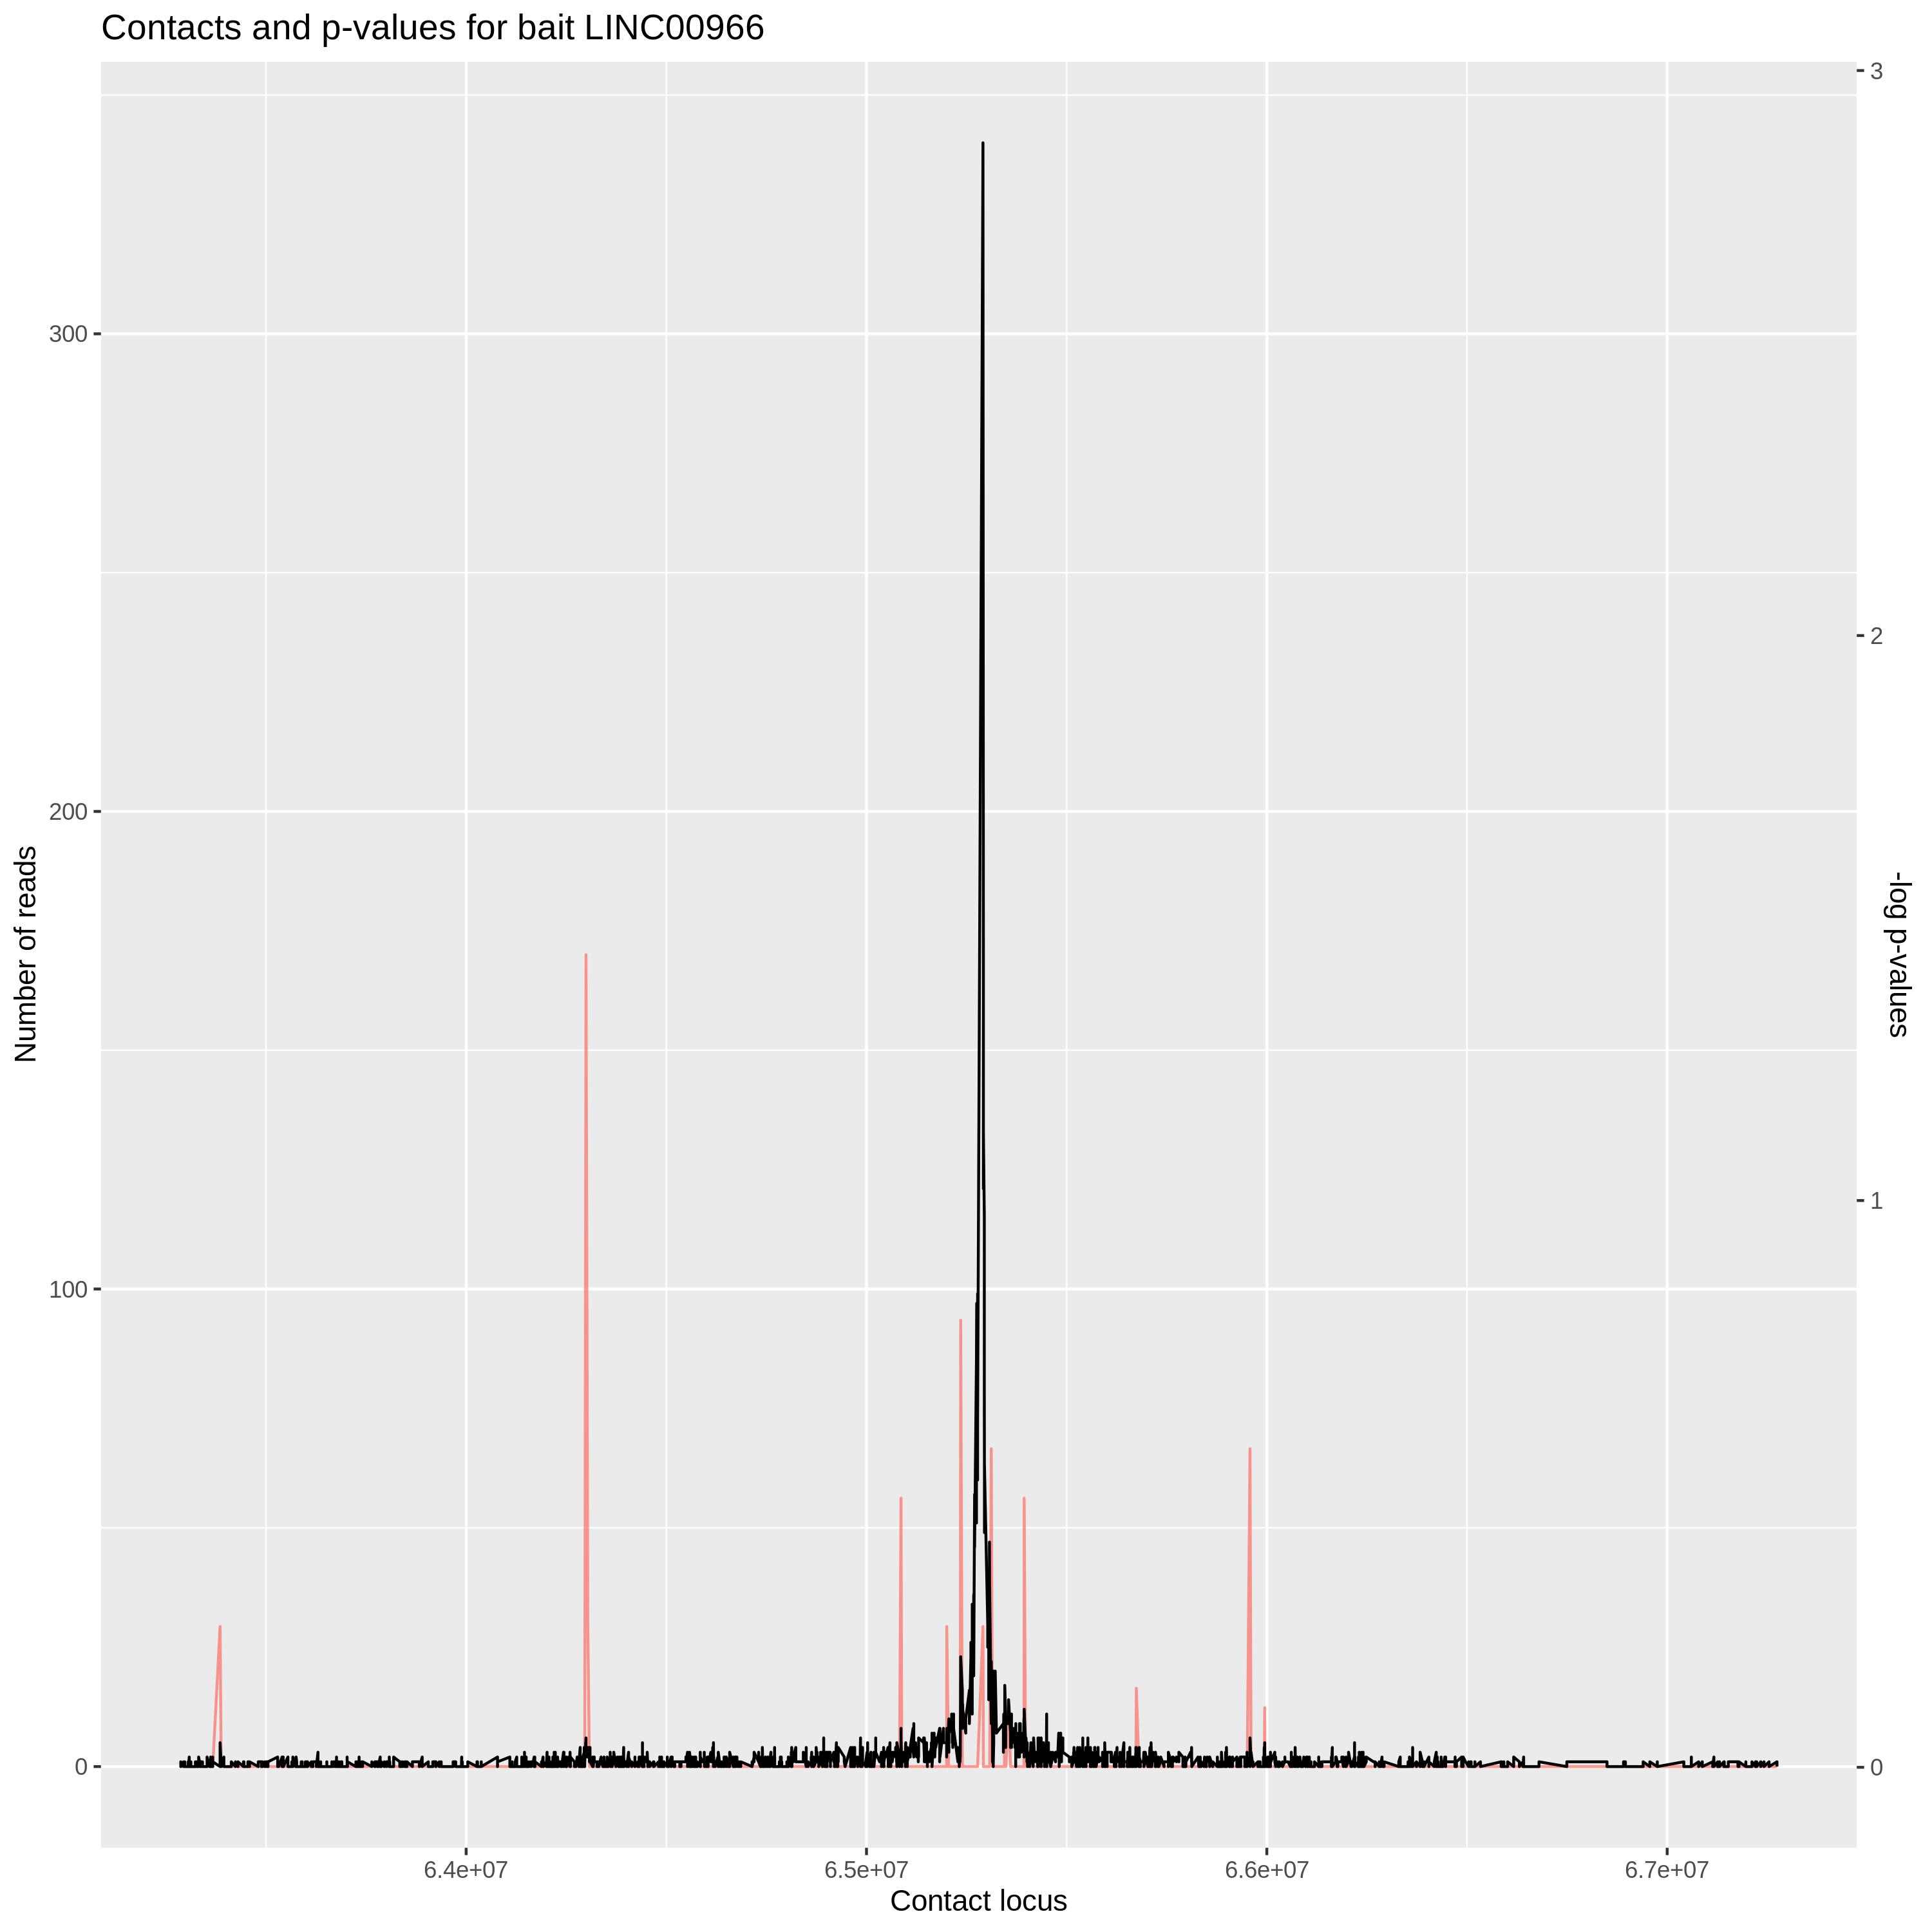 Contacts and p-values for bait LINC00966
3
300
2
200
Number of reads
-log p-values
1
100
0
0
6.4e+07
6.5e+07
6.6e+07
6.7e+07
Contact locus